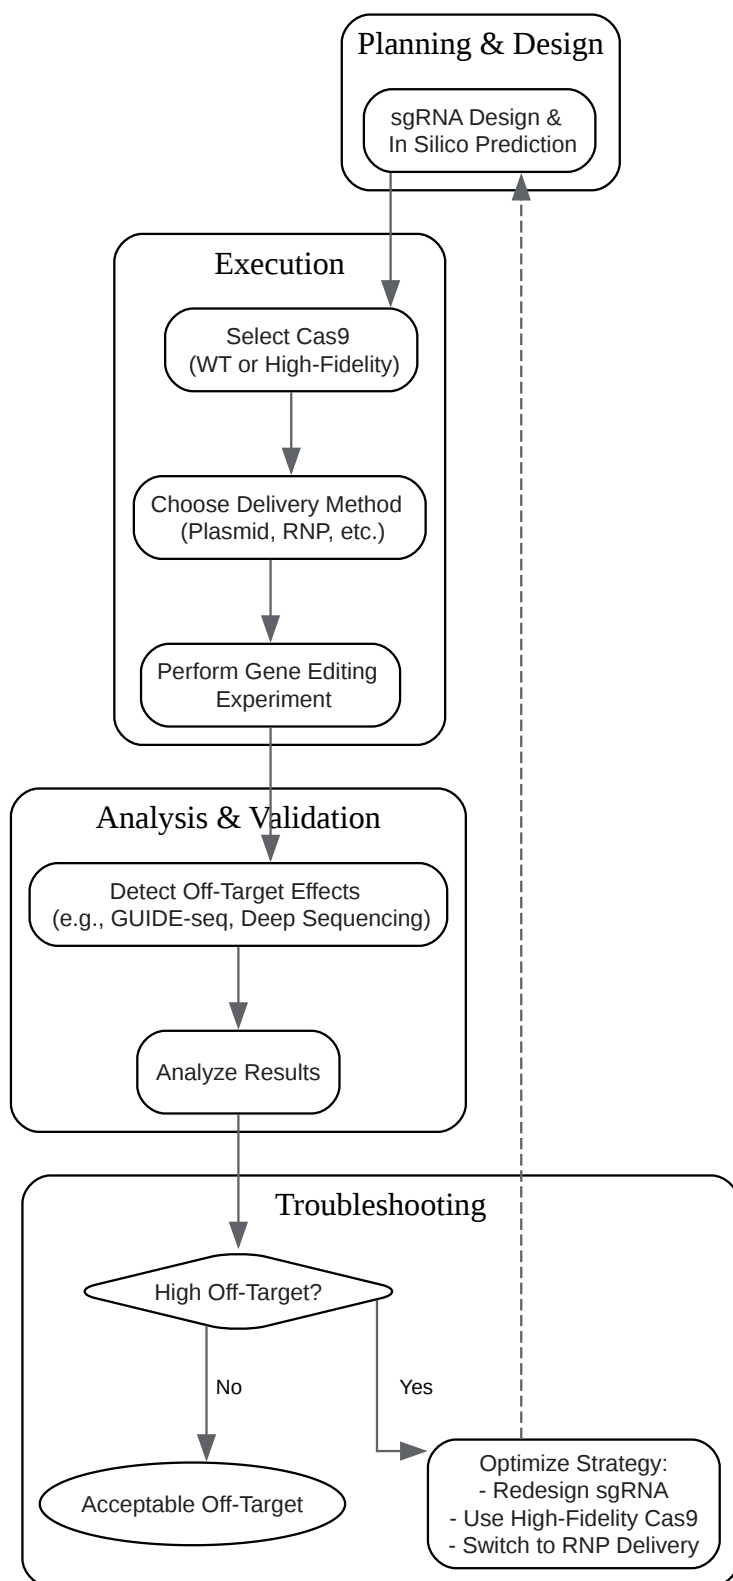 Planning & Design
sgRNA Design &
In Silico Prediction
Execution
Select Cas9
(WT or High-Fidelity)
Choose Delivery Method
(Plasmid, RNP, etc.)
Perform Gene Editing
Experiment
Analysis & Validation
Detect Off-Target Effects
(e.g., GUIDE-seq, Deep Sequencing)
Analyze Results
Troubleshooting
High Off-Target?
No
Yes
Acceptable Off-Target
Optimize Strategy:
- Redesign sgRNA
- Use High-Fidelity Cas9
- Switch to RNP Delivery